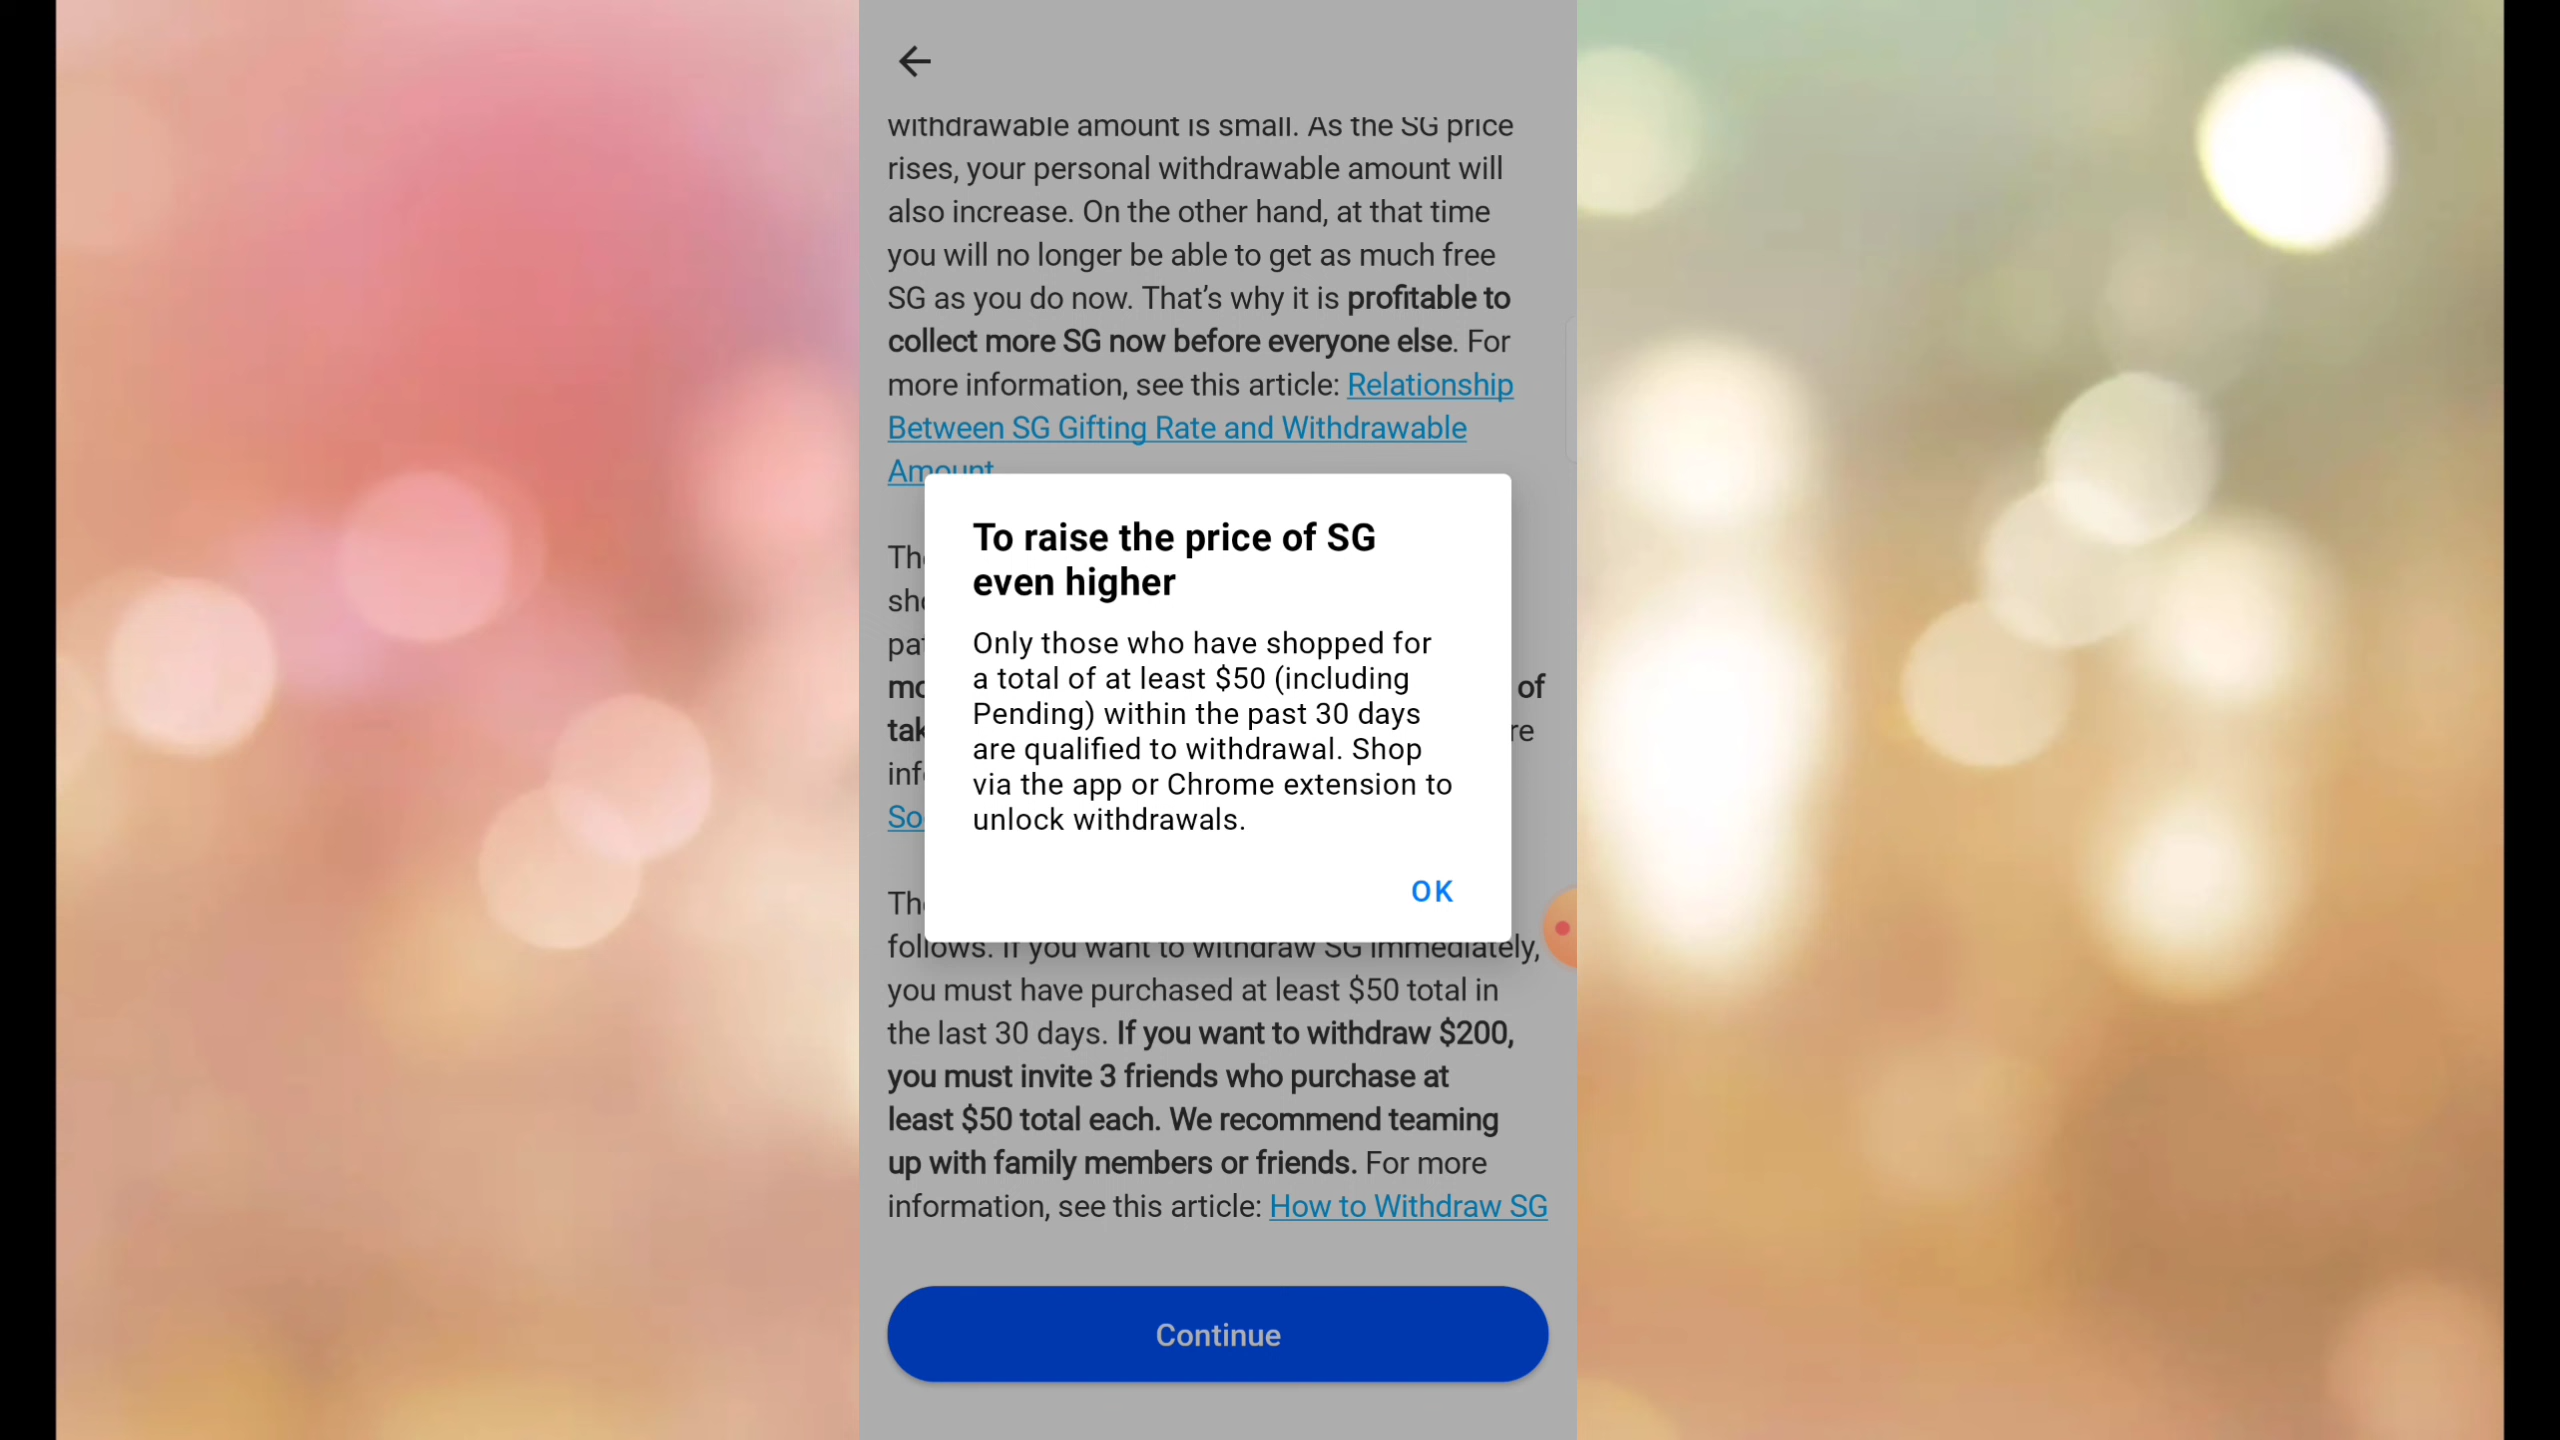 withdrawable amount is small. As the SG price
rises, your personal withdrawable amount will
also increase. On the other hand, at that time
you will no longer be able to get as much free
SG as you do now. That’s why it is profitable to
collect more SG now before everyone else. For
more information, see this article: Relationship
Between SG Gifting Rate and Withdrawable
Amount
To raise the price of SG
even higher
Only those who have shopped for
a total of at least $50 (including
Pending) within the past 30 days
are qualified to withdrawal. Shop
via the app or Chrome extension to
unlock withdrawals.
OK
of
follows. If you want to withdraw SG immediately,
you must have purchased at least $50 total in
the last 30 days. If you want to withdraw $200,
you must invite 3 friends who purchase at
least $50 total each. We recommend teaming
up with family members or friends. For more
information, see this article: How to Withdraw SG
Continue